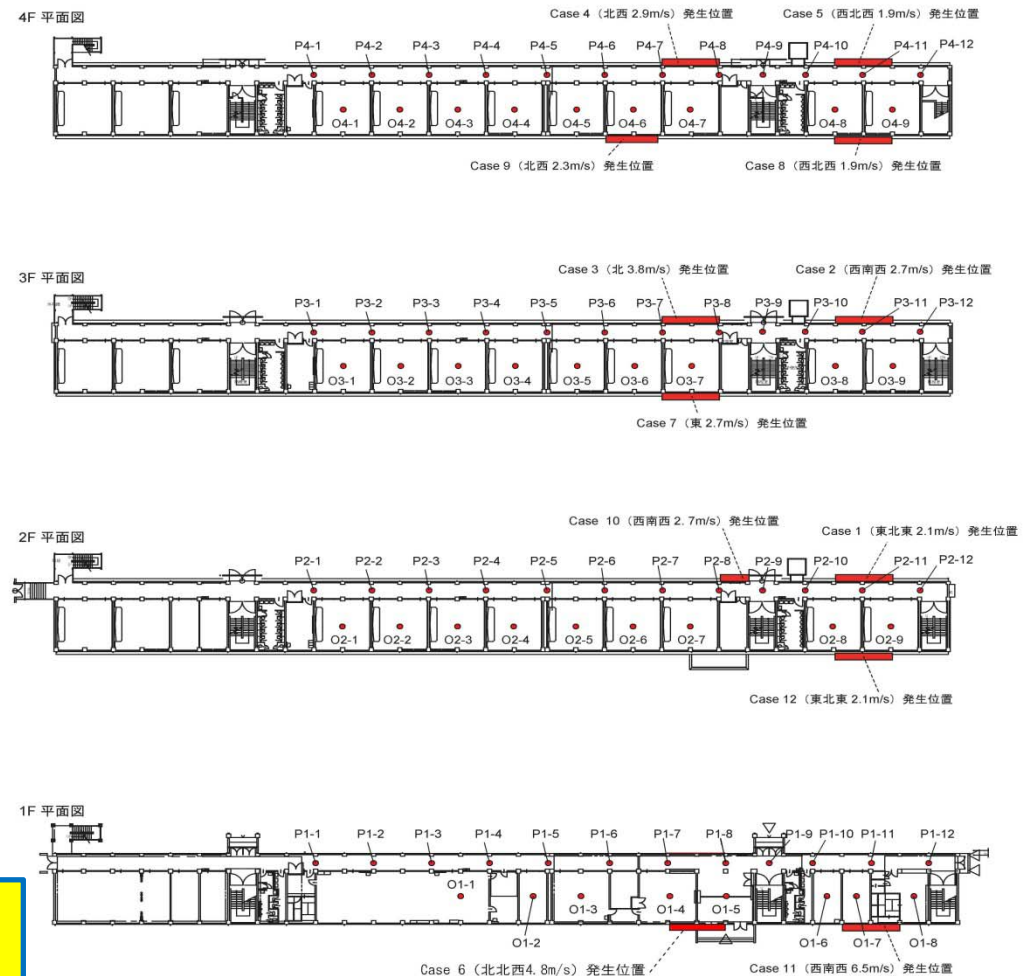 4F 平面図
Case 4（北西 2.9m/s）発生位置
Case 5（西北西 1.9m/s）発生位置
P4-1 P4-2 P4-3 P4-4 P4-5 P4-6 P4-7 P4-8 P4-9 P4-10 P4-11 P4-12
O4-1 O4-2 O4-3 O4-4 O4-5 O4-6 O4-7 O4-8 O4-9
Case 9（北西 2.3m/s）発生位置
Case 8（西北西 1.9m/s）発生位置
3F 平面図
Case 3（北 3.8m/s）発生位置
Case 2（西南西 2.7m/s）発生位置
P3-1 P3-2 P3-3 P3-4 P3-5 P3-6 P3-7 P3-8 P3-9 P3-10 P3-11 P3-12
O3-1 O3-2 O3-3 O3-4 O3-5 O3-6 O3-7 O3-8 O3-9
Case 7（東 2.7m/s）発生位置
2F 平面図
Case 10（西南西 2.7m/s）発生位置
Case 1（東北東 2.1m/s）発生位置
P2-1 P2-2 P2-3 P2-4 P2-5 P2-6 P2-7 P2-8 P2-9 P2-10 P2-11 P2-12
O2-1 O2-2 O2-3 O2-4 O2-5 O2-6 O2-7 O2-8 O2-9
Case 12（東北東 2.1m/s）発生位置
1F 平面図
P1-1 P1-2 P1-3 P1-4 P1-5 P1-6 P1-7 P1-8 P1-9 P1-10 P1-11 P1-12
O1-1 O1-3 O1-4 O1-5
O1-2 O1-6 O1-7 O1-8
Case 6（北北西4.8m/s）発生位置
Case 11（西南西 6.5m/s）発生位置